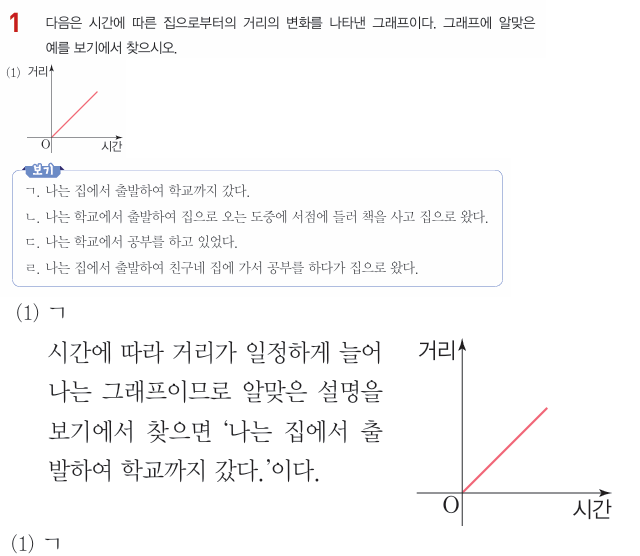 1 다음은 시간에 따른 집으로부터의 거리의 변화를 나타낸 그래프이다. 그래프에 알맞은
예를 보기에서 찾으시오.
(1) 거리
O 시간
보기
ㄱ. 나는 집에서 출발하여 학교까지 갔다.
ㄴ. 나는 학교에서 출발하여 집으로 오는 도중에 서점에 들러 책을 사고 집으로 왔다.
ㄷ. 나는 학교에서 공부를 하고 있었다.
ㄹ. 나는 집에서 출발하여 친구네 집에 가서 공부를 하다가 집으로 왔다.
(1) ㄱ
시간에 따라 거리가 일정하게 늘어
나는 그래프이므로 알맞은 설명을
보기에서 찾으면 ‘나는 집에서 출
발하여 학교까지 갔다.’이다.
거리
O 시간
(1) ㄱ